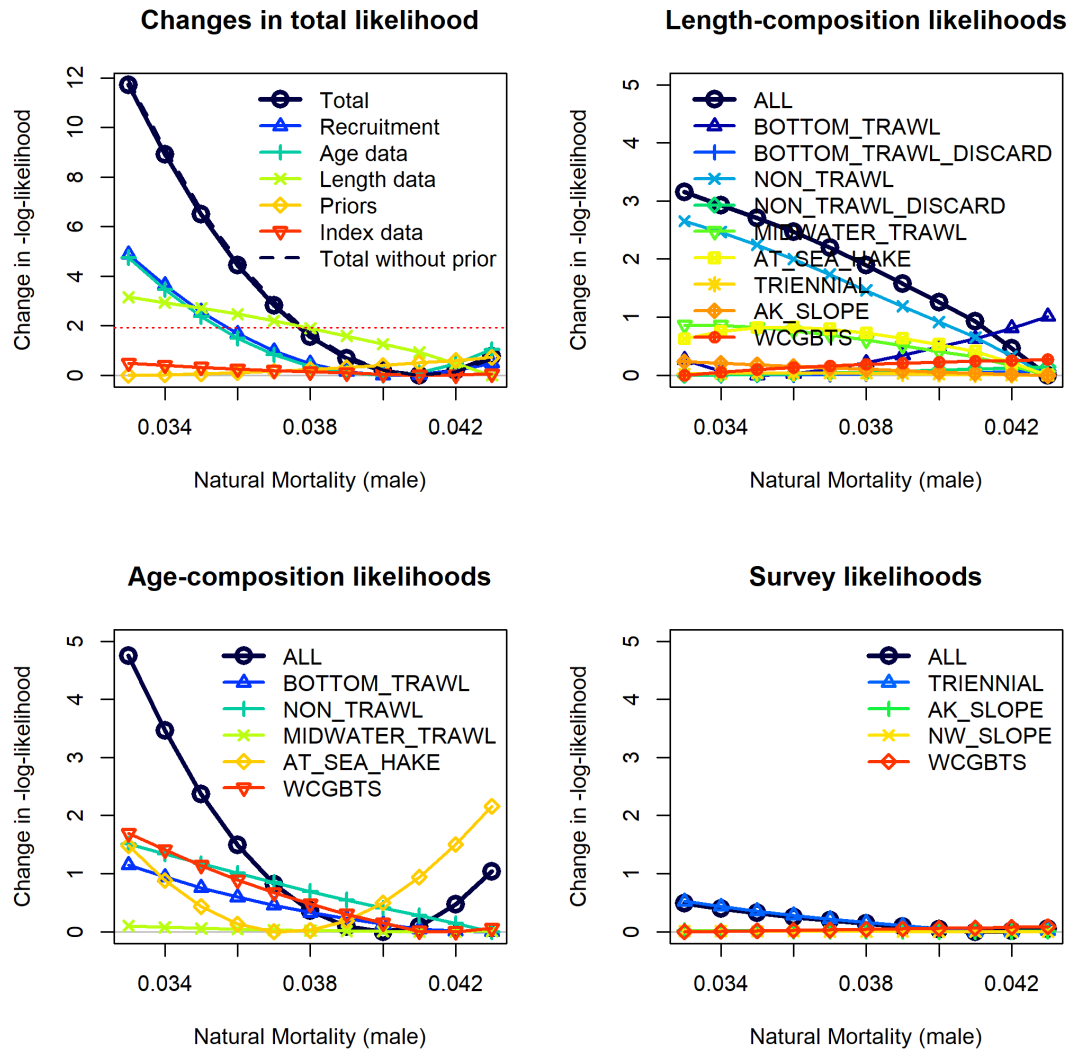 Changes in total likelihood
Change in -log-likelihood
12
10
8
6
4
2
0
Total
Recruitment
Age data
Length data
Priors
Index data
Total without prior
0.034
0.038
0.042
Natural Mortality (male)
Length-composition likelihoods
Change in -log-likelihood
5
4
3
2
1
0
ALL
BOTTOM_TRAWL
BOTTOM_TRAWL_DISCARD
NON_TRAWL
NON_TRAWL_DISCARD
MIDWATER_TRAWL
AT_SEA_HAKE
TRIENNIAL
AK_SLOPE
WCGBTS
0.034
0.038
0.042
Natural Mortality (male)
Age-composition likelihoods
Change in -log-likelihood
5
4
3
2
1
0
ALL
BOTTOM_TRAWL
NON_TRAWL
MIDWATER_TRAWL
AT_SEA_HAKE
WCGBTS
0.034
0.038
0.042
Natural Mortality (male)
Survey likelihoods
Change in -log-likelihood
5
4
3
2
1
0
ALL
TRIENNIAL
AK_SLOPE
NW_SLOPE
WCGBTS
0.034
0.038
0.042
Natural Mortality (male)